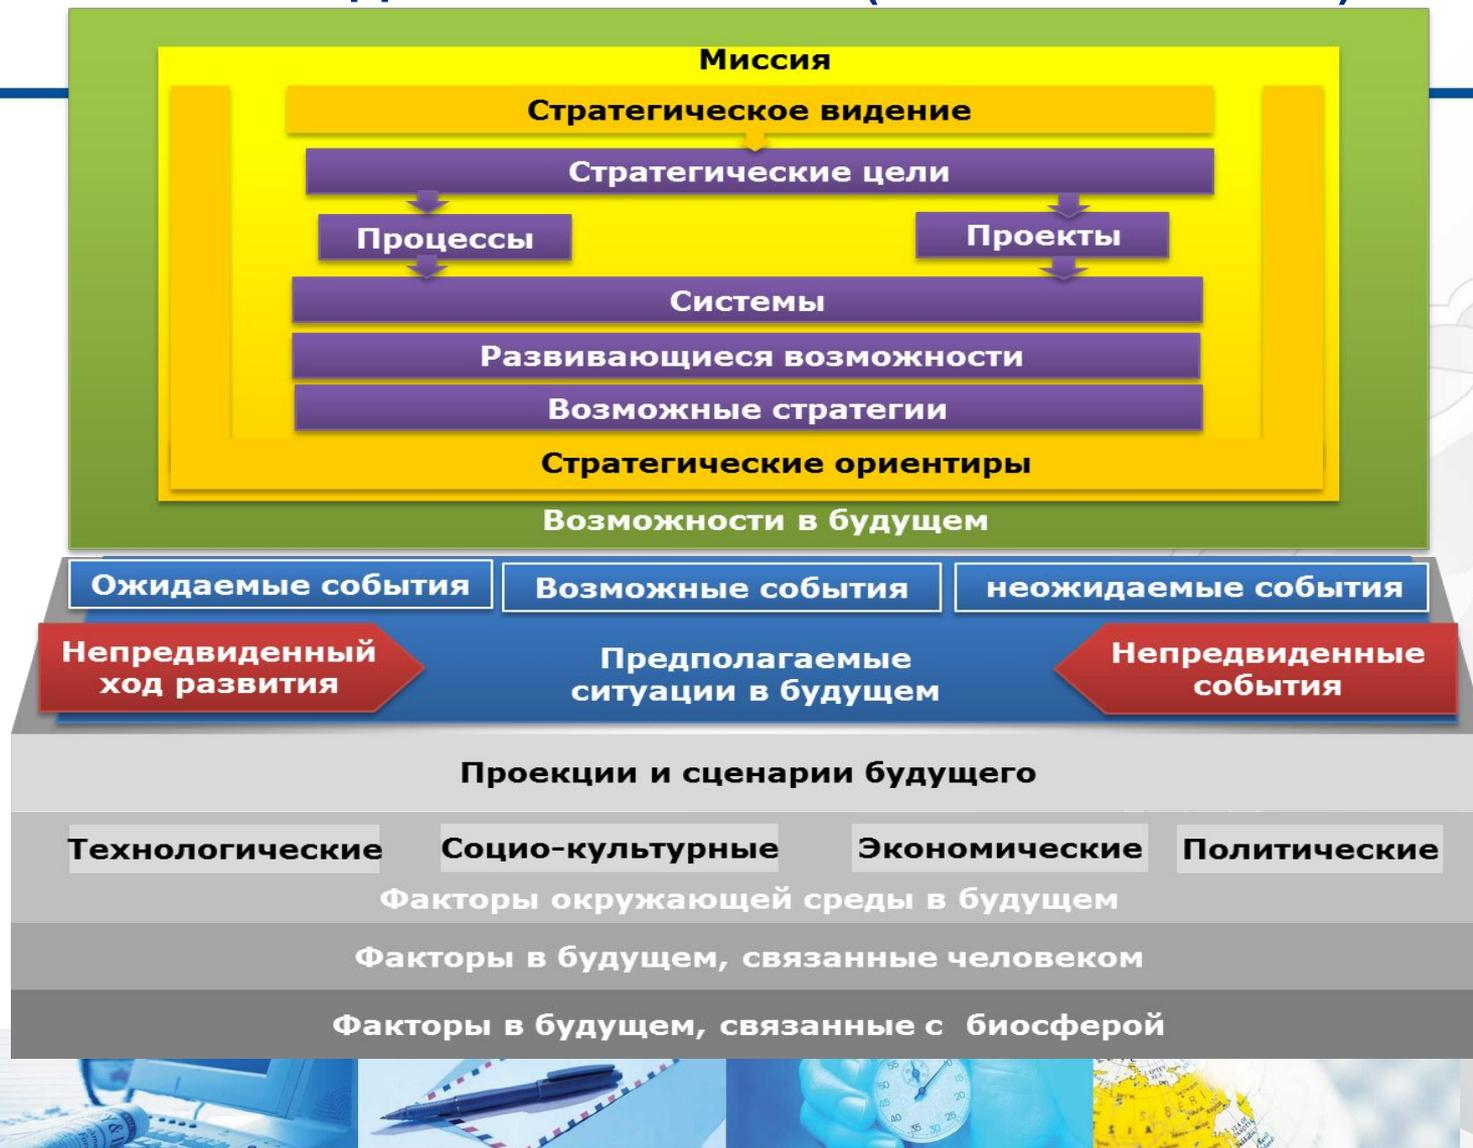 Миссия
Стратегическое видение
Стратегические цели
Процессы
Проекты
Системы
Развивающиеся возможности
Возможные стратегии
Стратегические ориентиры
Возможности в будущем
Ожидаемые события
Возможные события
неожидаемые события
Непредвиденный
ход развития
Предполагаемые
ситуации в будущем
Непредвиденные
события
Проекции и сценарии будущего
Технологические
Социо-культурные
Экономические
Политические
Факторы окружающей среды в будущем
Факторы в будущем, связанные человеком
Факторы в будущем, связанные с биосферой